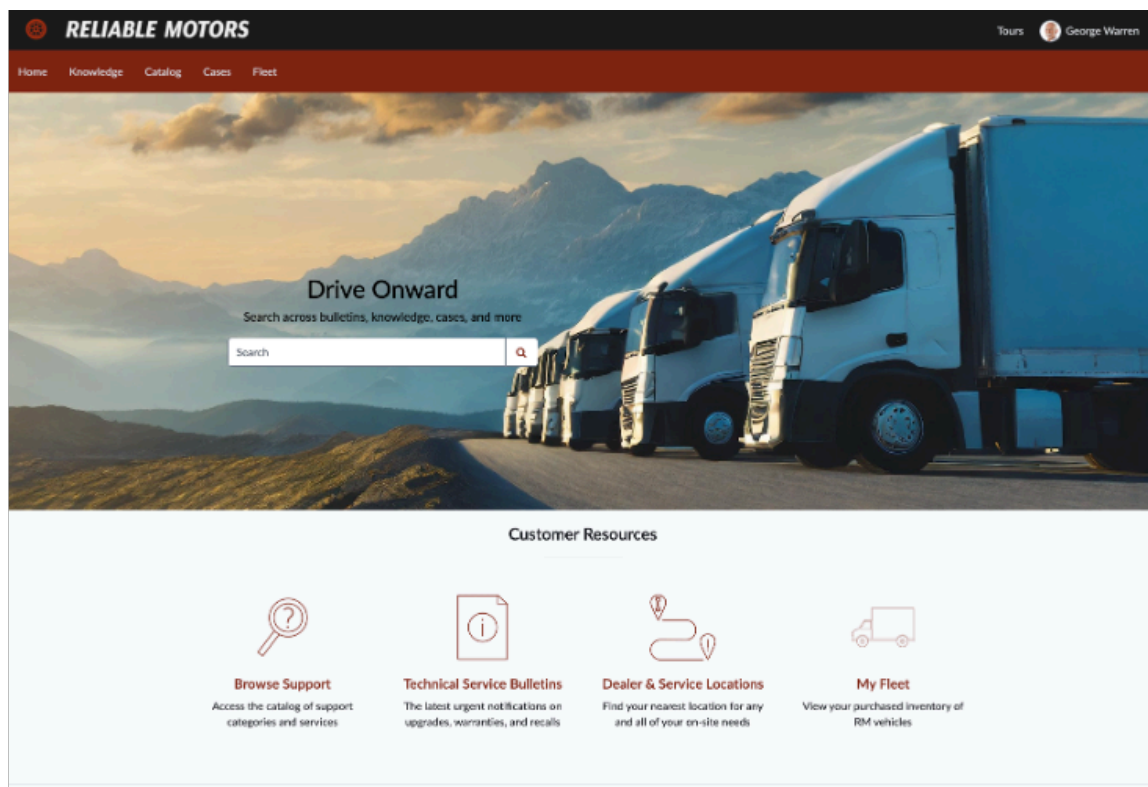 RELIABLE MOTORS
Tours
George Warren
Home Knowledge Catalog Cases Fleet
Drive Onward
Search across bulletins, knowledge, cases, and more
Search
Customer Resources
Browse Support
Access the catalog of support
categories and services
Technical Service Bulletins
The latest urgent notifications on
upgrades, warranties, and recalls
Dealer & Service Locations
Find your nearest location for any
and all of your on-site needs
My Fleet
View your purchased inventory of
RM vehicles